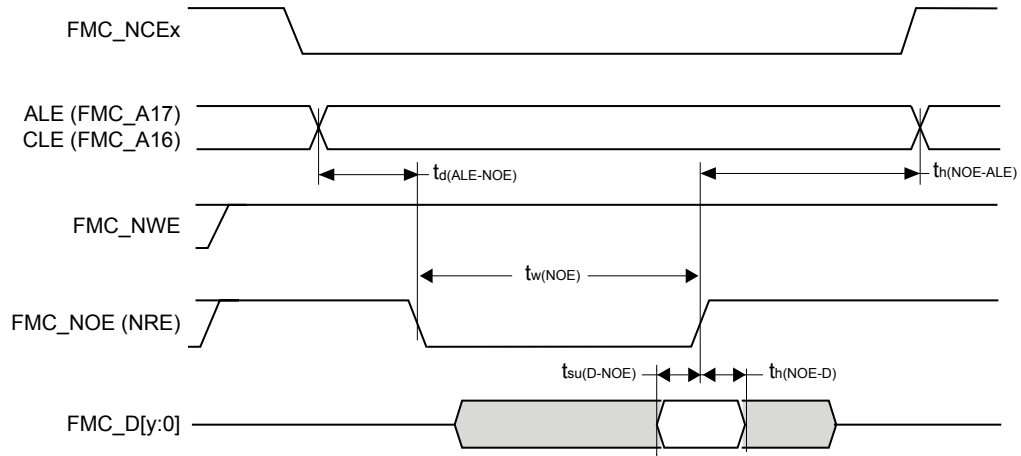 FMC_NCEx
ALE (FMC_A17)
CLE (FMC_A16)
td(ALE-NOE)
th(NOE-ALE)
FMC_NWE
tw(NOE)
FMC_NOE (NRE)
tsu(D-NOE)
th(NOE-D)
FMC_D[y:0]